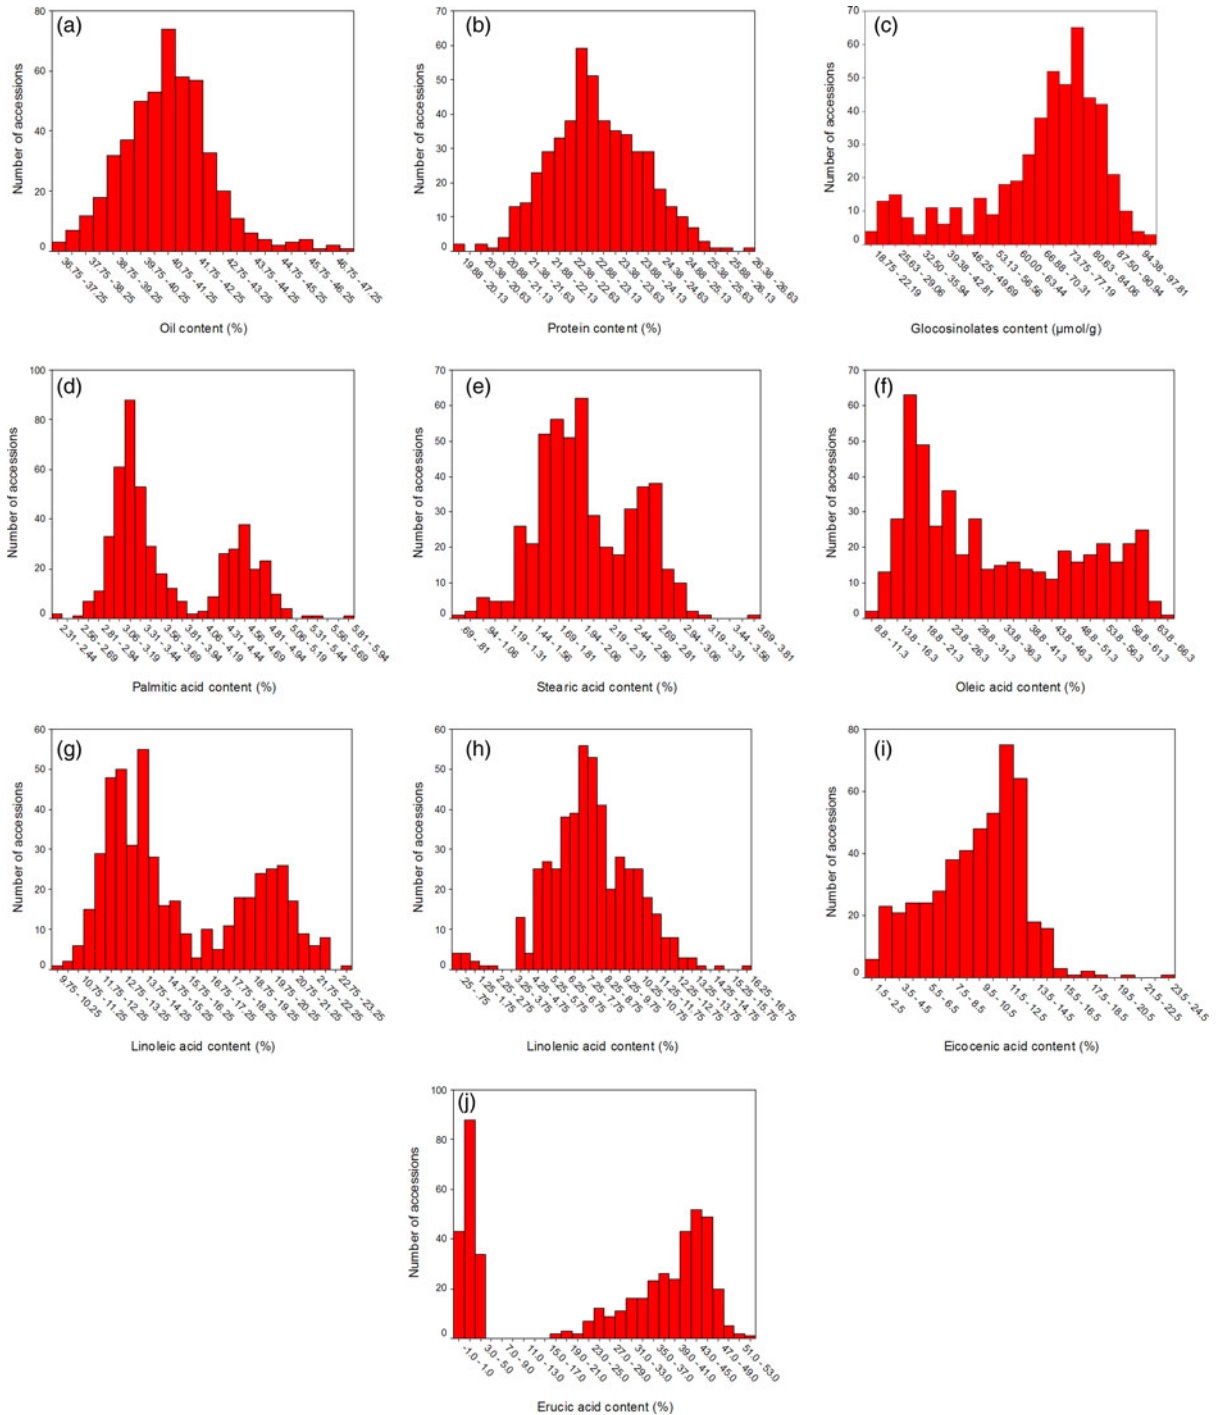 (a)
Number of accessions
80
60
40
20
0
36.75 - 37.25
37.75 - 38.25
38.75 - 39.25
39.75 - 40.25
40.75 - 41.25
41.75 - 42.25
42.75 - 43.25
43.75 - 44.25
44.75 - 45.25
45.75 - 46.25
46.75 - 47.25
Oil content (%)
(b)
Number of accessions
70
60
50
40
30
20
10
0
19.88 - 20.13
20.38 - 20.63
20.88 - 21.13
21.38 - 21.63
21.88 - 22.13
22.38 - 22.63
22.88 - 23.13
23.38 - 23.63
23.88 - 24.13
24.38 - 24.63
24.88 - 25.13
25.38 - 25.63
25.88 - 26.13
26.38 - 26.63
Protein content (%)
(c)
Number of accessions
70
60
50
40
30
20
10
0
18.75 - 22.19
25.63 - 29.06
32.50 - 35.94
39.38 - 42.81
46.25 - 49.69
53.13 - 56.56
60.00 - 63.44
66.88 - 70.31
73.75 - 77.19
80.63 - 84.06
87.50 - 90.94
94.38 - 97.81
Glocosinolates content (µmol/g)
(d)
Number of accessions
100
80
60
40
20
0
2.31 - 2.44
2.56 - 2.69
2.81 - 2.94
3.06 - 3.19
3.31 - 3.44
3.56 - 3.69
3.81 - 3.94
4.06 - 4.19
4.31 - 4.44
4.56 - 4.69
4.81 - 4.94
5.06 - 5.19
5.31 - 5.44
5.56 - 5.69
5.81 - 5.94
Palmitic acid content (%)
(e)
Number of accessions
70
60
50
40
30
20
10
0
.69 - .81
.94 - 1.06
1.19 - 1.31
1.44 - 1.56
1.69 - 1.81
1.94 - 2.06
2.19 - 2.31
2.44 - 2.56
2.69 - 2.81
2.94 - 3.06
3.19 - 3.31
3.44 - 3.56
3.69 - 3.81
Stearic acid content (%)
(f)
Number of accessions
70
60
50
40
30
20
10
0
8.8 - 11.3
13.8 - 16.3
18.8 - 21.3
23.8 - 26.3
28.8 - 31.3
33.8 - 36.3
38.8 - 41.3
43.8 - 46.3
48.8 - 51.3
53.8 - 56.3
58.8 - 61.3
63.8 - 66.3
Oleic acid content (%)
(g)
Number of accessions
60
50
40
30
20
10
0
9.75 - 10.25
10.75 - 11.25
11.75 - 12.25
12.75 - 13.25
13.75 - 14.25
14.75 - 15.25
15.75 - 16.25
16.75 - 17.25
17.75 - 18.25
18.75 - 19.25
19.75 - 20.25
20.75 - 21.25
21.75 - 22.25
22.75 - 23.25
Linoleic acid content (%)
(h)
Number of accessions
60
50
40
30
20
10
0
.25 - .75
1.25 - 1.75
2.25 - 2.75
3.25 - 3.75
4.25 - 4.75
5.25 - 5.75
6.25 - 6.75
7.25 - 7.75
8.25 - 8.75
9.25 - 9.75
10.25 - 10.75
11.25 - 11.75
12.25 - 12.75
13.25 - 13.75
14.25 - 14.75
15.25 - 15.75
16.25 - 16.75
Linolenic acid content (%)
(i)
Number of accessions
80
60
40
20
0
1.5 - 2.5
3.5 - 4.5
5.5 - 6.5
7.5 - 8.5
9.5 - 10.5
11.5 - 12.5
13.5 - 14.5
15.5 - 16.5
17.5 - 18.5
19.5 - 20.5
21.5 - 22.5
23.5 - 24.5
Eicocenic acid content (%)
(j)
Number of accessions
100
80
60
40
20
0
-1.0 - 1.0
3.0 - 5.0
7.0 - 9.0
11.0 - 13.0
15.0 - 17.0
19.0 - 21.0
23.0 - 25.0
27.0 - 29.0
31.0 - 33.0
35.0 - 37.0
39.0 - 41.0
43.0 - 45.0
47.0 - 49.0
51.0 - 53.0
Erucic acid content (%)